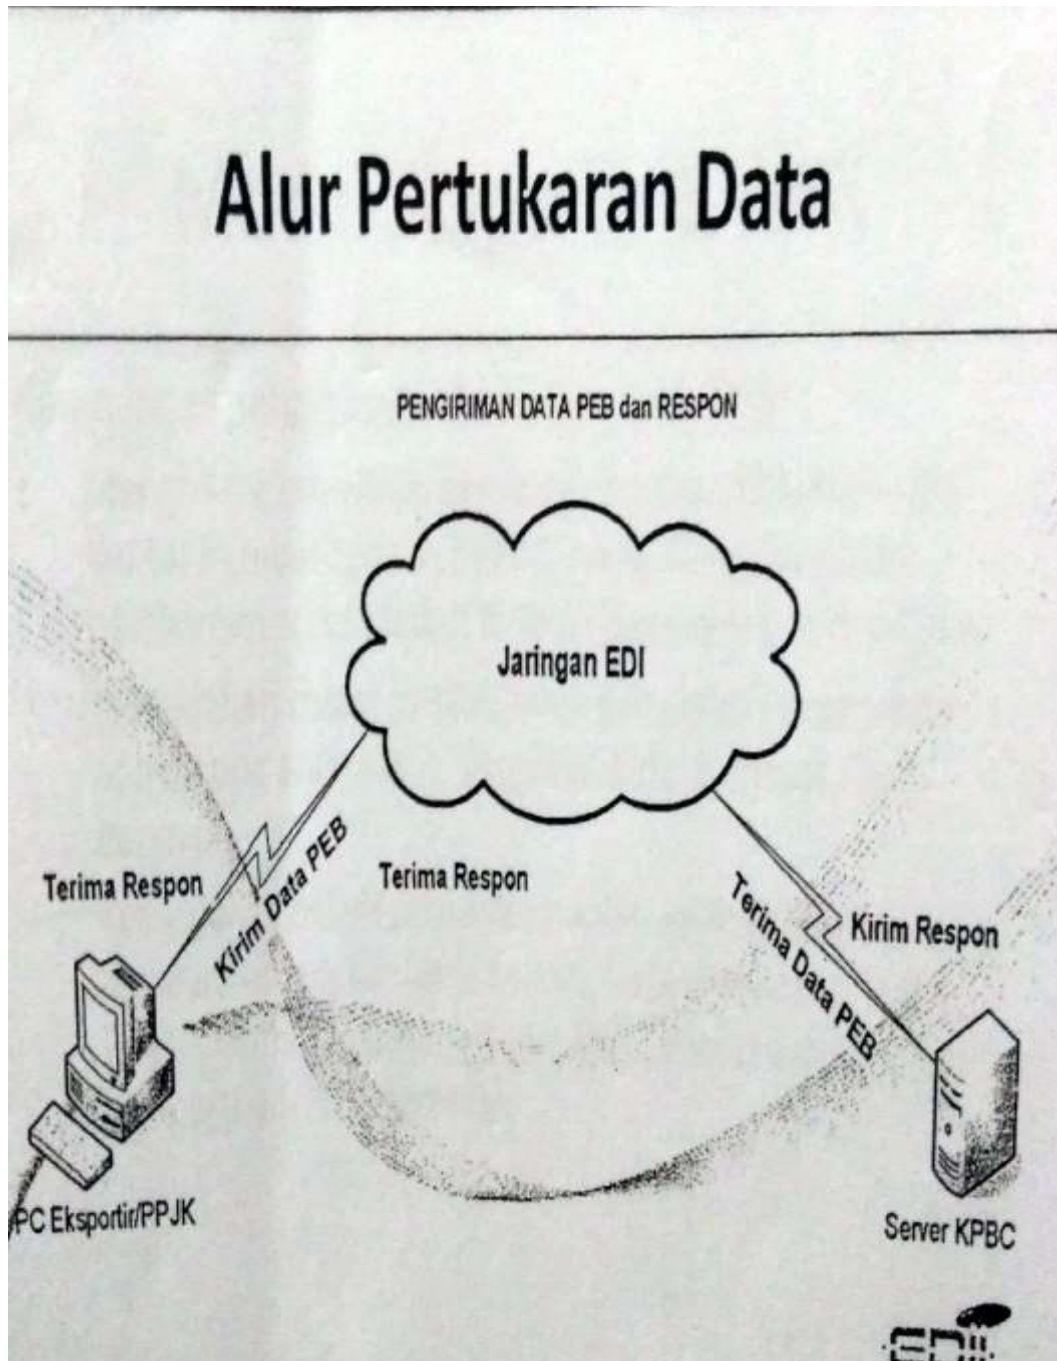 Alur Pertukaran Data
PENGIRIMAN DATA PEB dan RESPON
Jaringan EDI
Terima Respon
Kirim Data PEB
Terima Respon
Terima Data PEB
Kirim Respon
PC Eksportir/PPJK
Server KPBC